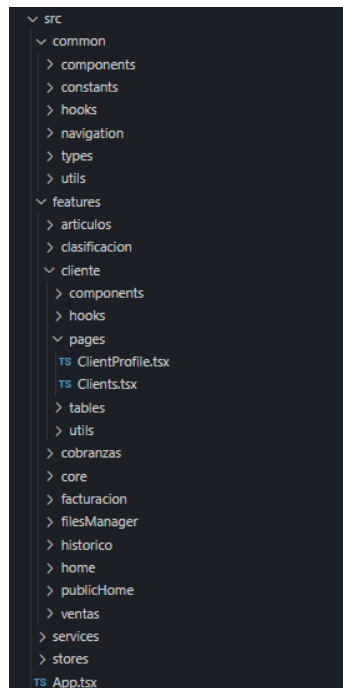 src
common
components
constants
hooks
navigation
types
utils
features
articulos
clasificacion
cliente
components
hooks
pages
TS ClientProfile.tsx
TS Clients.tsx
tables
utils
cobranzas
core
facturacion
filesManager
historico
home
publicHome
ventas
services
stores
TS App.tsx